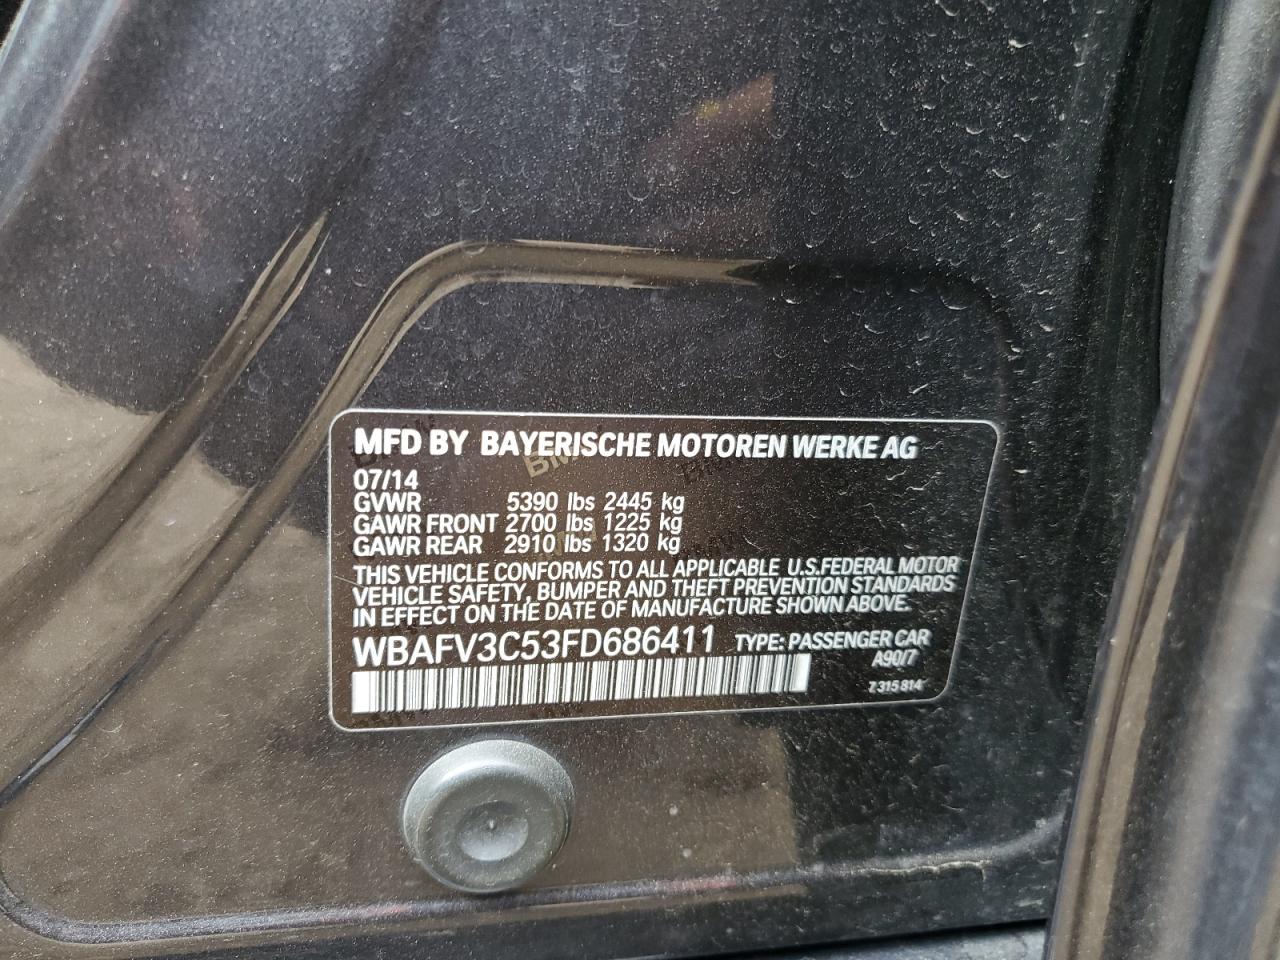 MFD BY BAYERISCHE MOTOREN WERKE AG
07/14
GVWR 5390 lbs 2445 kg
GAWR FRONT 2700 lbs 1225 kg
GAWR REAR 2910 lbs 1320 kg
THIS VEHICLE CONFORMS TO ALL APPLICABLE U.S.FEDERAL MOTOR
VEHICLE SAFETY, BUMPER AND THEFT PREVENTION STANDARDS
IN EFFECT ON THE DATE OF MANUFACTURE SHOWN ABOVE.
WBAFV3C53FD686411 TYPE: PASSENGER CAR
A90/7
7 315 814